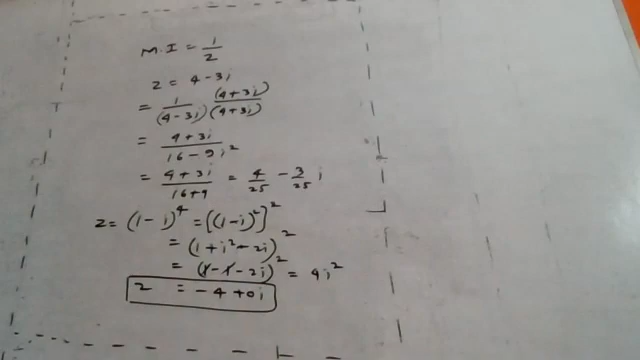 M.I = 1/2
z = 4 - 3i
= 1/(4-3i) (4+3i)/(4+3i)
= 4+3i / 16-9i²
= 4+3i / 16+9 = 4/25 - 3/25 i
z = (1-i)⁴ = [(1-i)²]²
= (1+i²-2i)²
= (1-1-2i)² = 4i²
z = -4+0i